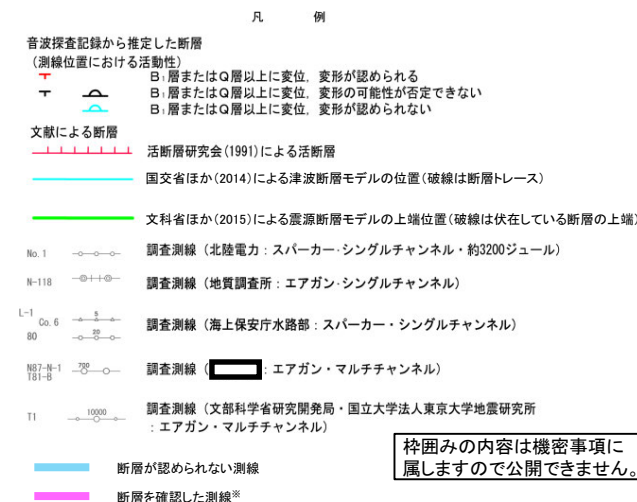 凡 例
音波探査記録から推定した断層
(測線位置における活動性)
B₁層またはQ層以上に変位，変形が認められる
B₁層またはQ層以上に変位，変形の可能性が否定できない
B₁層またはQ層以上に変位，変形が認められない
文献による断層
活断層研究会(1991)による活断層
国交省ほか(2014)による津波断層モデルの位置(破線は断層トレース)
文科省ほか(2015)による震源断層モデルの上端位置(破線は伏在している断層の上端)
No. 1 調査測線（北陸電力：スパーカー・シングルチャンネル・約3200ジュール）
N-118 調査測線（地質調査所：エアガン・シングルチャンネル）
L-1 5
Co. 6 調査測線（海上保安庁水路部：スパーカー・シングルチャンネル）
80 20
N87-N-1 700 調査測線（ ：エアガン・マルチチャンネル）
T81-B
T1 10000 調査測線（文部科学省研究開発局・国立大学法人東京大学地震研究所
：エアガン・マルチチャンネル）
枠囲みの内容は機密事項に
属しますので公開できません。
断層が認められない測線
断層を確認した測線※